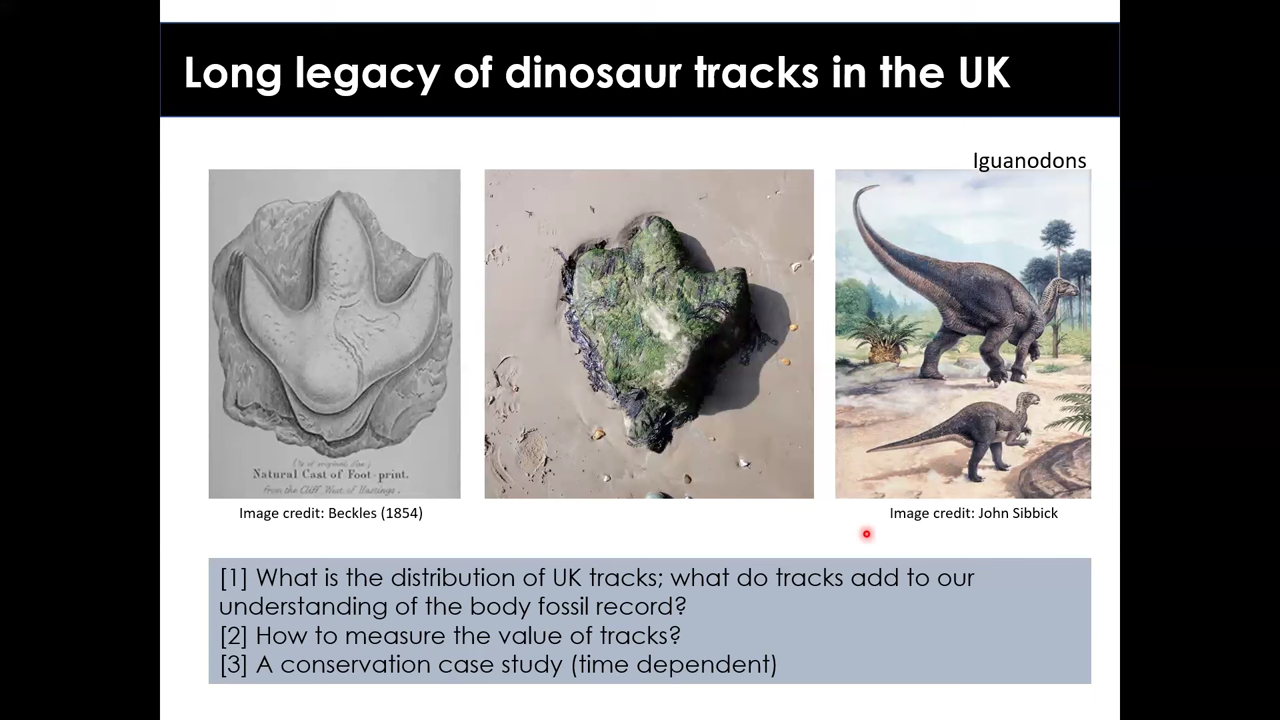 Long legacy of dinosaur tracks in the UK
Iguanodons
Natural Cast of Foot-print.
from the Cliff West of Hastings.
Image credit: Beckles (1854)
Image credit: John Sibbick
[1] What is the distribution of UK tracks; what do tracks add to our
understanding of the body fossil record?
[2] How to measure the value of tracks?
[3] A conservation case study (time dependent)